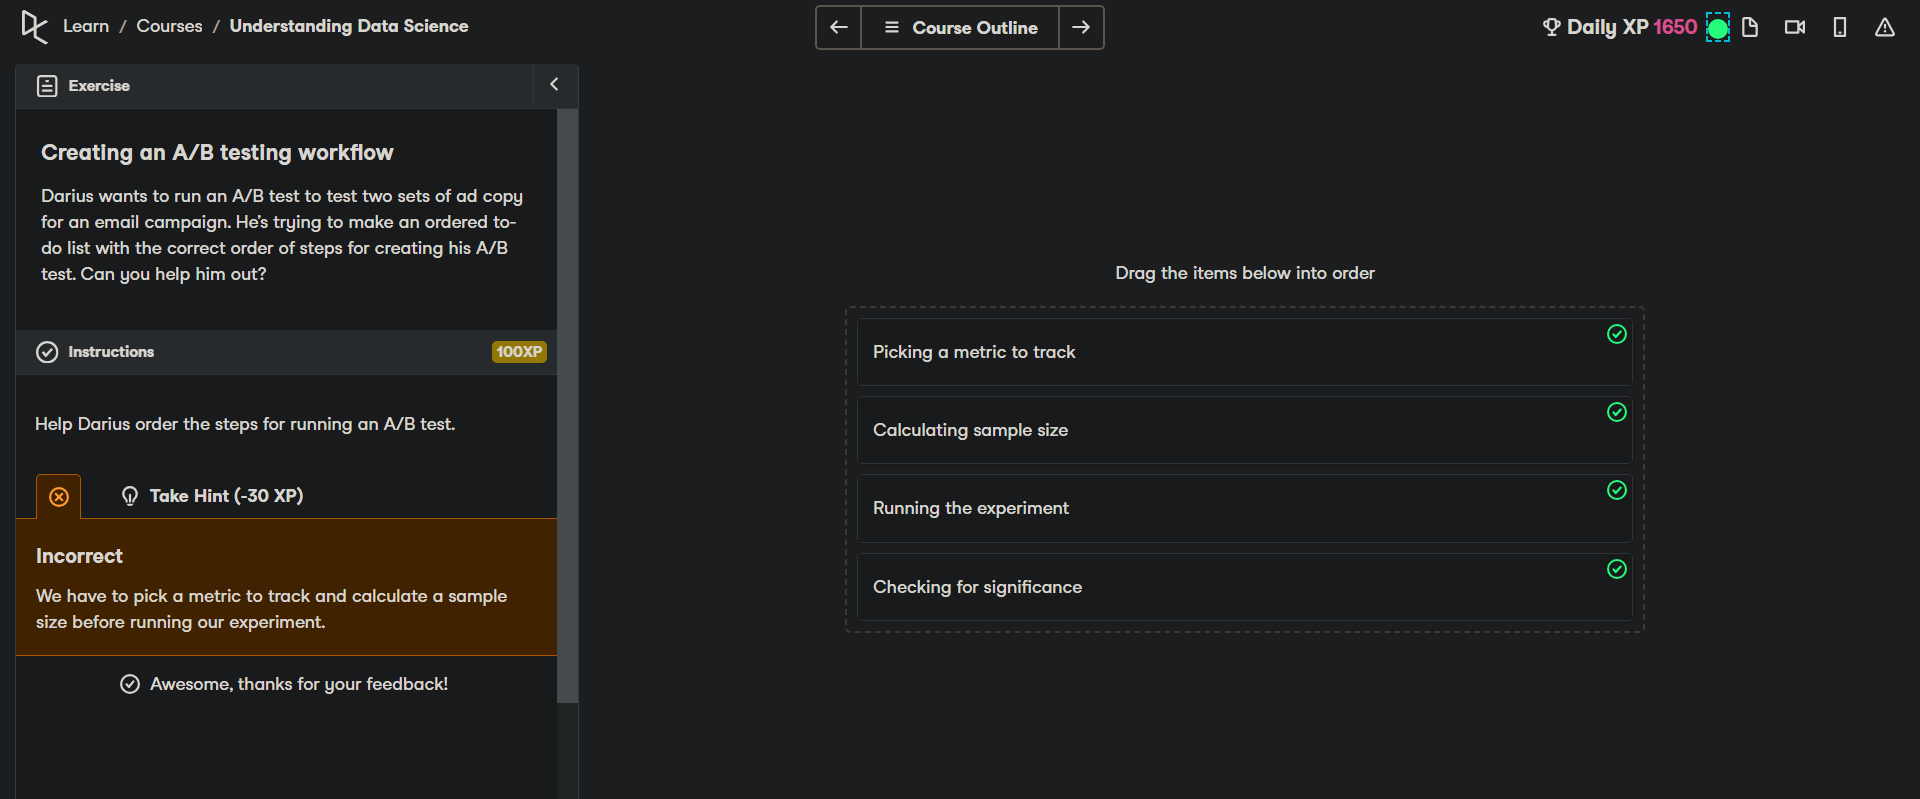 Learn / Courses / Understanding Data Science
Course Outline
Daily XP 1650
Exercise
Creating an A/B testing workflow
Darius wants to run an A/B test to test two sets of ad copy
for an email campaign. He’s trying to make an ordered to-
do list with the correct order of steps for creating his A/B
test. Can you help him out?
Instructions
100XP
Help Darius order the steps for running an A/B test.
Take Hint (-30 XP)
Incorrect
We have to pick a metric to track and calculate a sample
size before running our experiment.
Awesome, thanks for your feedback!
Drag the items below into order
Picking a metric to track
Calculating sample size
Running the experiment
Checking for significance